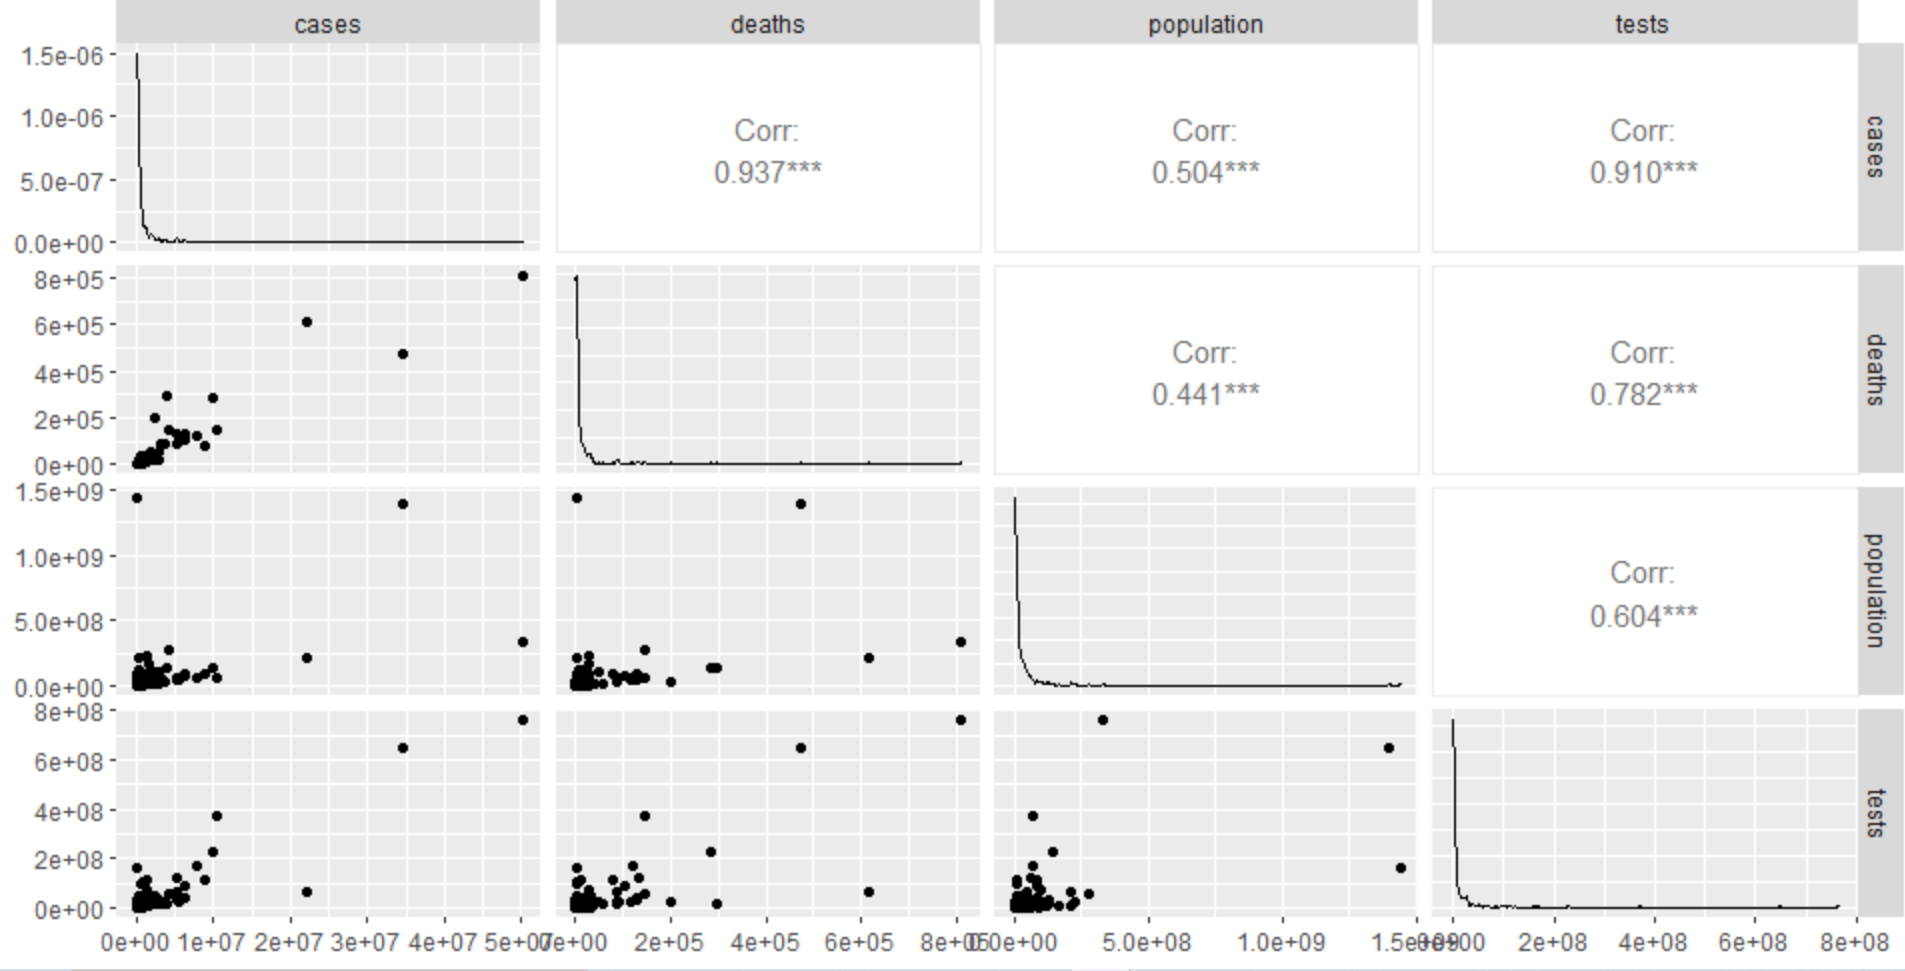 cases deaths population tests
1.5e-06
1.0e-06
5.0e-07
0.0e+00
Corr:
0.937***
Corr:
0.504***
Corr:
0.910***
cases
8e+05
6e+05
4e+05
2e+05
0e+00
Corr:
0.441***
Corr:
0.782***
deaths
1.5e+09
1.0e+09
5.0e+08
0.0e+00
Corr:
0.604***
population
8e+08
6e+08
4e+08
2e+08
0e+00
tests
0e+00 1e+07 2e+07 3e+07 4e+07 2e+05 4e+05 6e+05 5.0e+08 1.0e+09 2e+08 4e+08 6e+08 8e+08